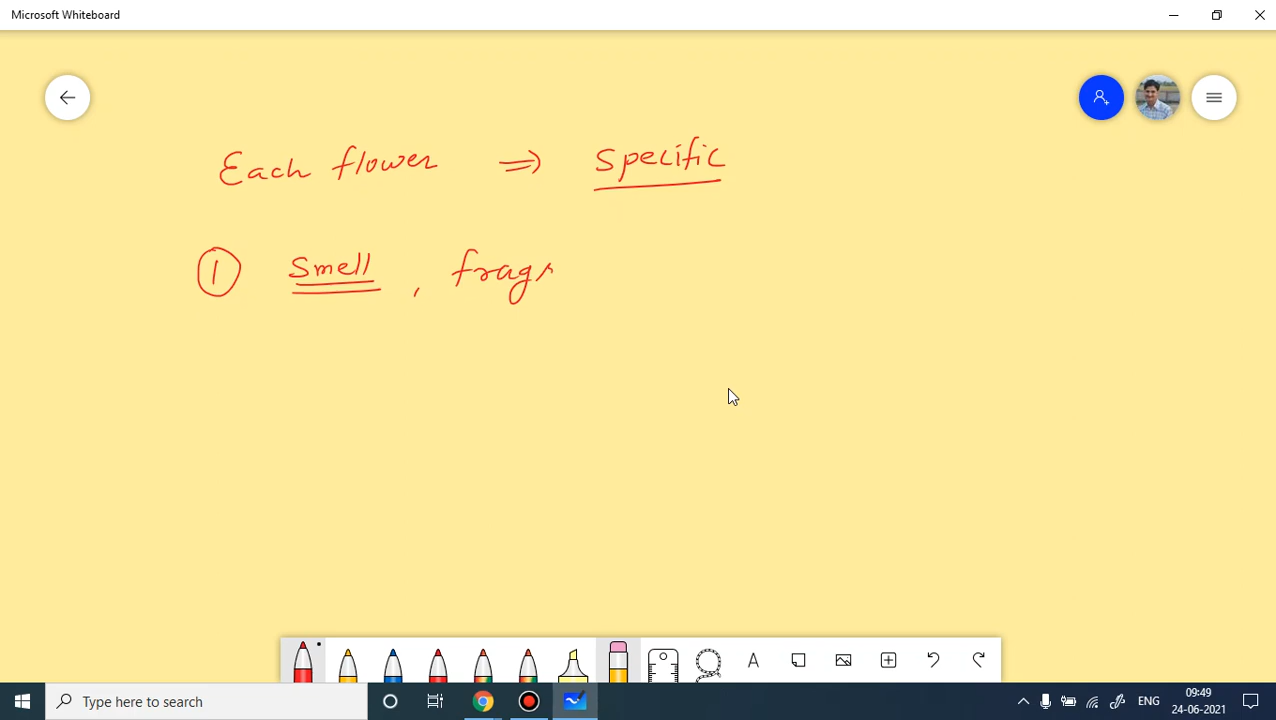 Microsoft Whiteboard
Each flower ⇒ Specific
① Smell , fragr
A
Type here to search
ENG
09:49
24-06-2021